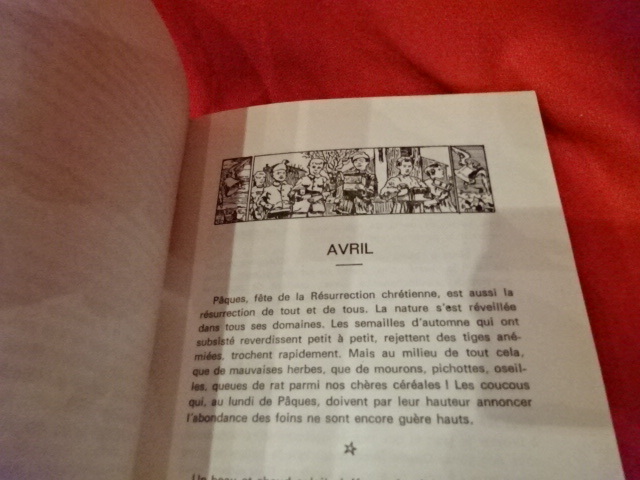 AVRIL
Pâques, fête de la Résurrection chrétienne, est aussi la
résurrection de tout et de tous. La nature s'est réveillée
dans tous ses domaines. Les semailles d'automne qui ont
subsisté reverdissent petit à petit, rejettent des tiges ané-
miées, trochent rapidement. Mais au milieu de tout cela,
que de mauvaises herbes, que de mourons, pichottes, oseil-
les, queues de rat parmi nos chères céréales ! Les coucous
qui, au lundi de Pâques, doivent par leur hauteur annoncer
l'abondance des foins ne sont encore guère hauts.